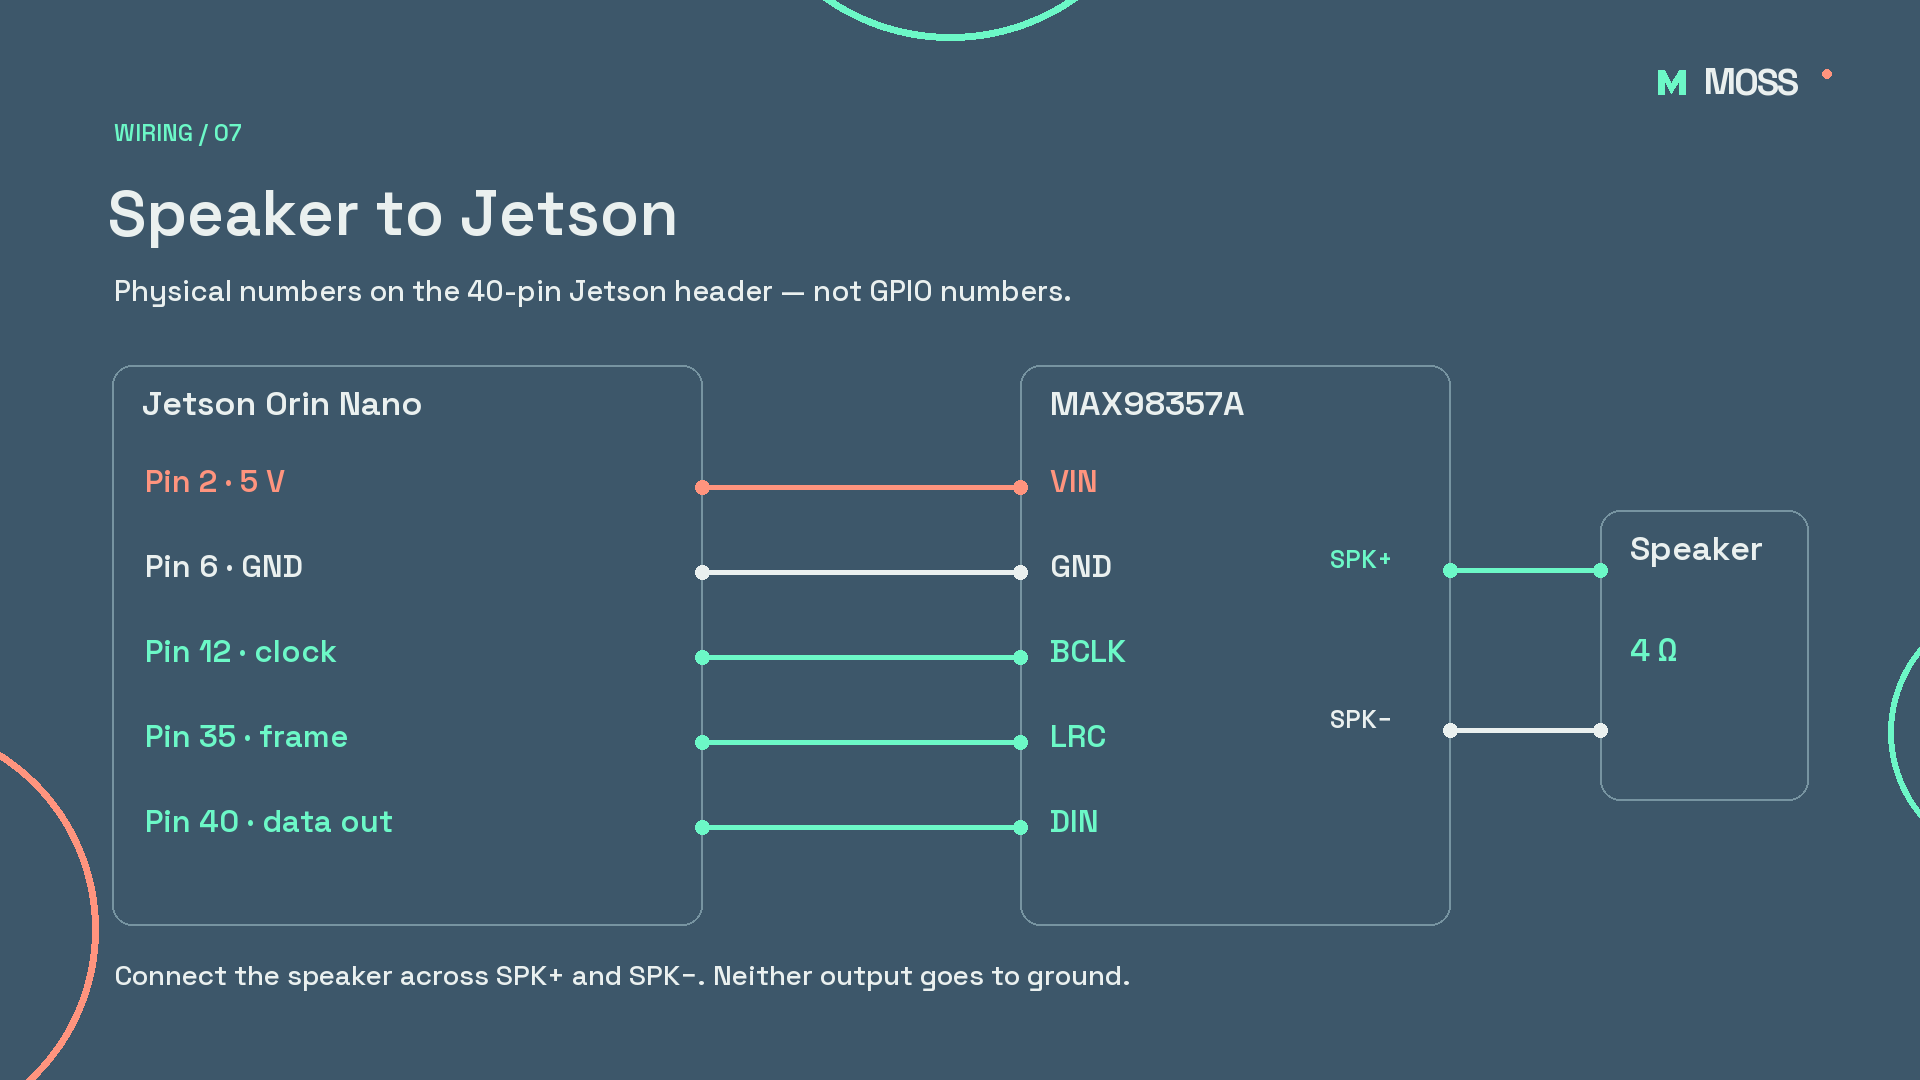 M MOSS
WIRING / 07
Speaker to Jetson
Physical numbers on the 40-pin Jetson header — not GPIO numbers.
Jetson Orin Nano
Pin 2 · 5 V
Pin 6 · GND
Pin 12 · clock
Pin 35 · frame
Pin 40 · data out
MAX98357A
VIN
GND
BCLK
LRC
DIN
SPK+
SPK-
Speaker
4 Ω
Connect the speaker across SPK+ and SPK-. Neither output goes to ground.